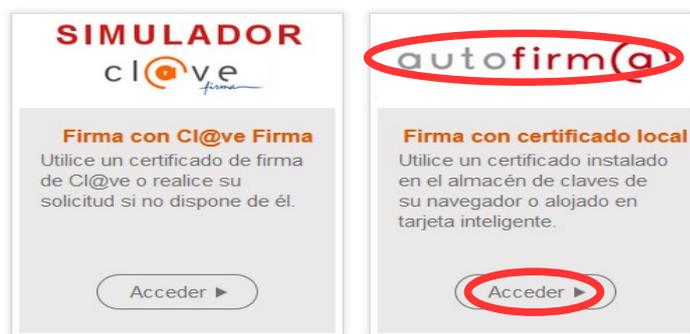 SIMULADOR
cl@ve
firma
Firma con Cl@ve Firma
Utilice un certificado de firma
de Cl@ve o realice su
solicitud si no dispone de él.
Acceder ►
autofirm@
Firma con certificado local
Utilice un certificado instalado
en el almacén de claves de
su navegador o alojado en
tarjeta inteligente.
Acceder ►